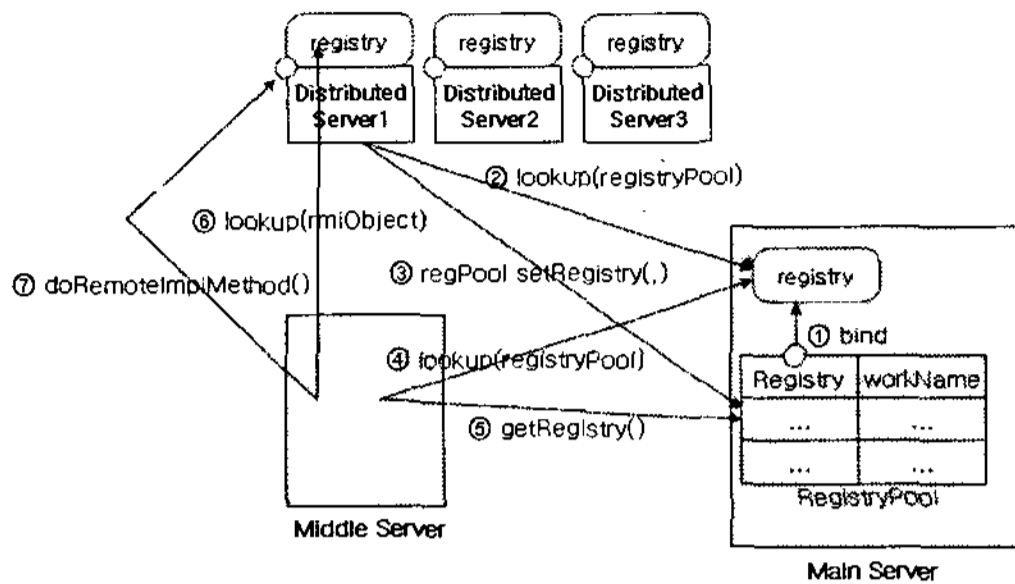 registry registry registry
Distributed Server1
Distributed Server2
Distributed Server3
② lookup(registryPool)
⑥ lookup(rmiObject)
③ regPool setRegistry(,)
registry
⑦ doRemoteImplMethod()
① bind
④ lookup(registryPool)
Registry workName
... ...
⑤ getRegistry()
... ...
RegistryPool
Middle Server
Main Server